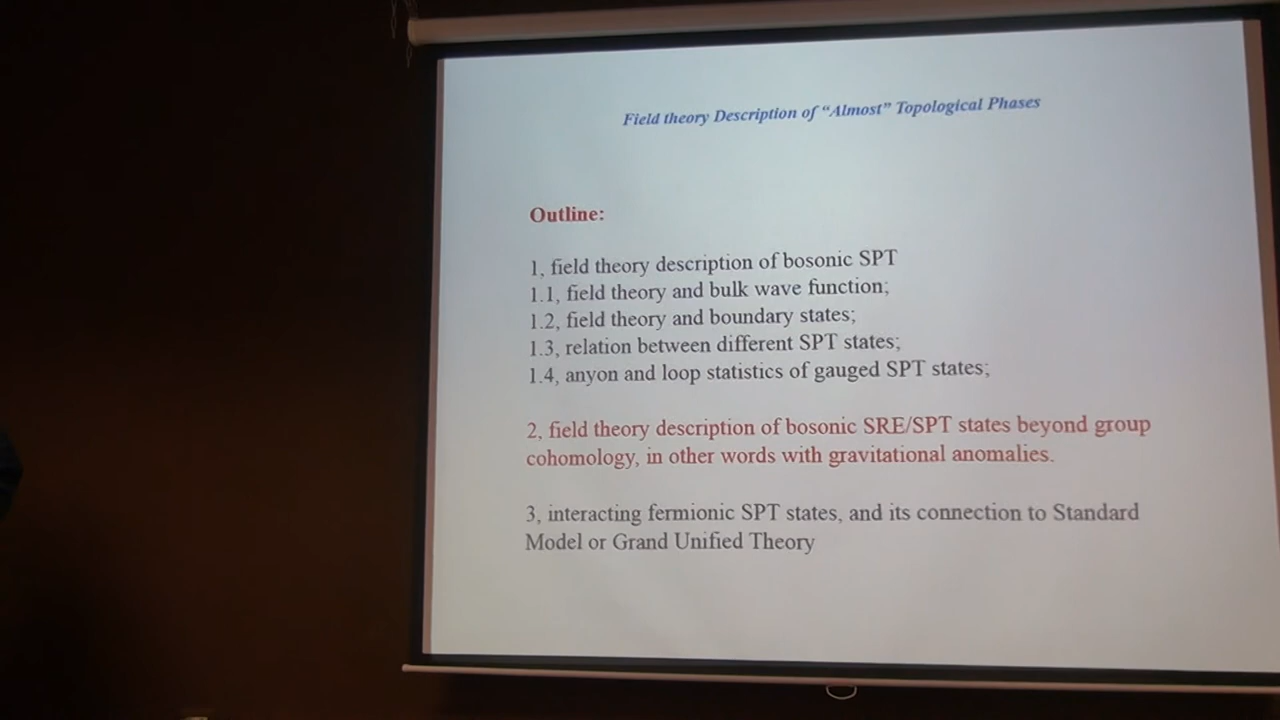 Field theory Description of “Almost” Topological Phases
Outline:
1, field theory description of bosonic SPT
1.1, field theory and bulk wave function;
1.2, field theory and boundary states;
1.3, relation between different SPT states;
1.4, anyon and loop statistics of gauged SPT states;
2, field theory description of bosonic SRE/SPT states beyond group
cohomology, in other words with gravitational anomalies.
3, interacting fermionic SPT states, and its connection to Standard
Model or Grand Unified Theory